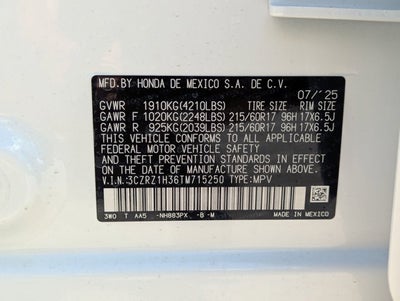 MFD.BY HONDA DE MEXICO S.A. DE C.V.
07/'25
GVWR 1910KG(4210LBS) TIRE SIZE RIM SIZE
GAWR F 1020KG(2248LBS) 215/60R17 96H 17X6.5J
GAWR R 925KG(2039LBS) 215/60R17 96H 17X6.5J
THIS VEHICLE CONFORMS TO ALL APPLICABLE
FEDERAL MOTOR VEHICLE SAFETY
AND THEFT PREVENTION STANDARDS IN EFFECT
ON THE DATE OF MANUFACTURE SHOWN ABOVE.
V.I.N.:3CZRZ1H36TM715250 TYPE:MPV
3W0 T AA5 -NH883PX -B -M MADE IN MEXICO